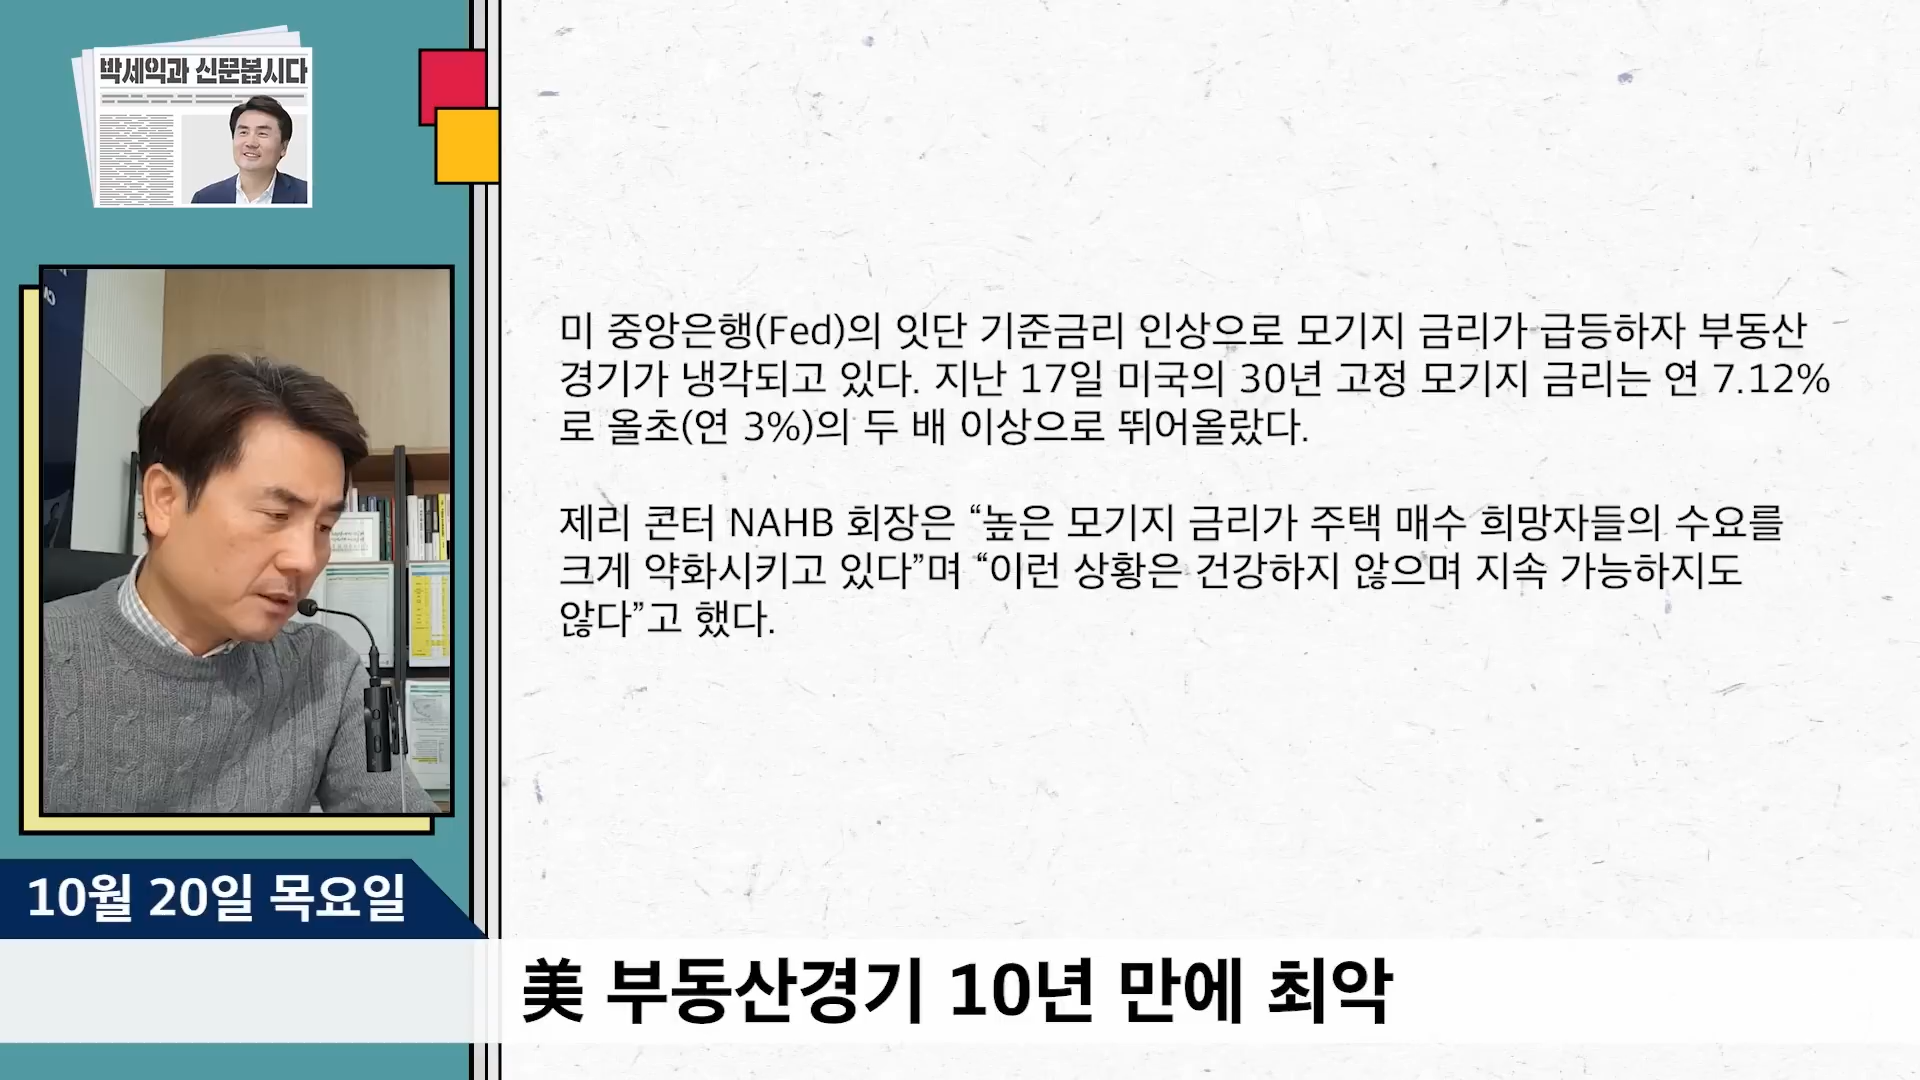 박세익과 신문봅시다
미 중앙은행(Fed)의 잇단 기준금리 인상으로 모기지 금리가 급등하자 부동산
경기가 냉각되고 있다. 지난 17일 미국의 30년 고정 모기지 금리는 연 7.12%
로 올초(연 3%)의 두 배 이상으로 뛰어올랐다.
제리 콘터 NAHB 회장은 “높은 모기지 금리가 주택 매수 희망자들의 수요를
크게 약화시키고 있다”며 “이런 상황은 건강하지 않으며 지속 가능하지도
않다”고 했다.
10월 20일 목요일
美 부동산경기 10년 만에 최악